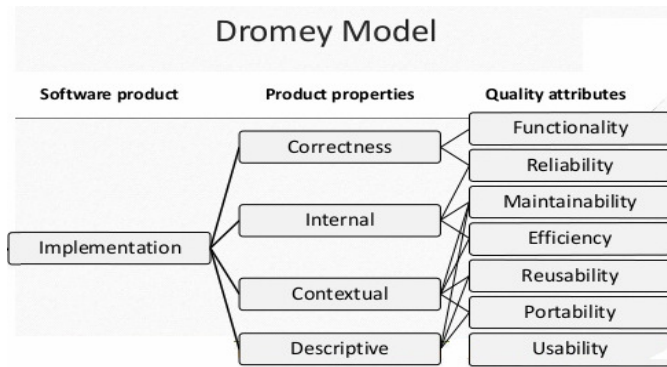 Dromey Model
Software product Product properties Quality attributes
Functionality
Correctness
Reliability
Maintainability
Internal
Efficiency
Implementation
Reusability
Contextual
Portability
Descriptive
Usability